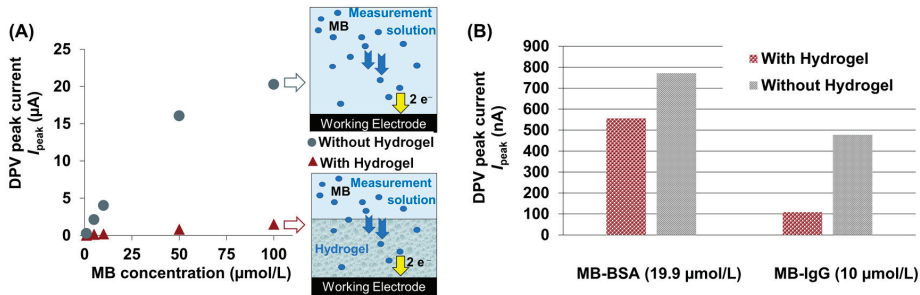 (A)
DPV peak current
Ipeak (µA)
25
20
15
10
5
0
0 25 50 75 100
MB concentration (µmol/L)
Measurement
MB solution
2 e⁻
Working Electrode
Without Hydrogel
With Hydrogel
Measurement
MB solution
Hydrogel
2 e⁻
Working Electrode
(B)
DPV peak current
Ipeak (nA)
900
800
700
600
500
400
300
200
100
0
With Hydrogel
Without Hydrogel
MB-BSA (19.9 µmol/L) MB-IgG (10 µmol/L)